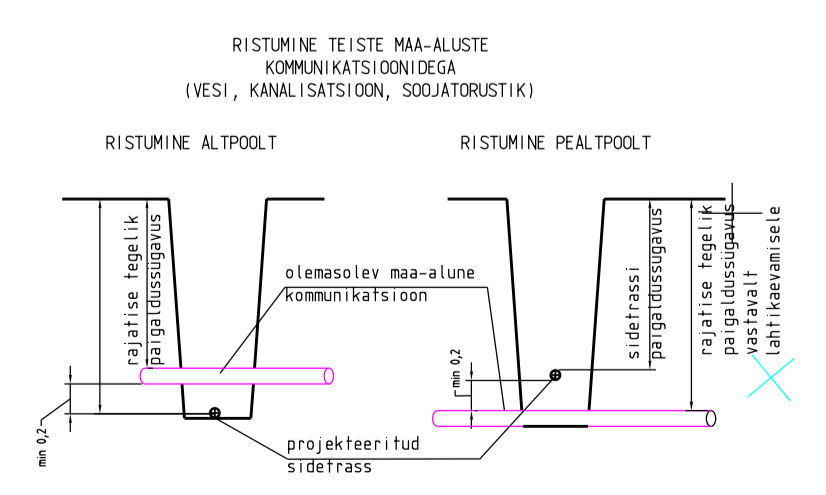 RISTUMINE TEISTE MAA-ALUSTE
KOMMUNIKATSIOONIDEGA
(VESI, KANALISATSIOON, SOOJATORUSTIK)
RISTUMINE ALTPOOLT
RISTUMINE PEALTPOOLT
rajatise tegelik
paigaldussügavus
olemasolev maa-alune
kommunikatsioon
sidetrassi
paigaldussügavus
rajatise tegelik
paigaldussügavus
vastavalt
lahtikaevamisele
min 0,2
min 0,2
projekteeritud
sidetrass